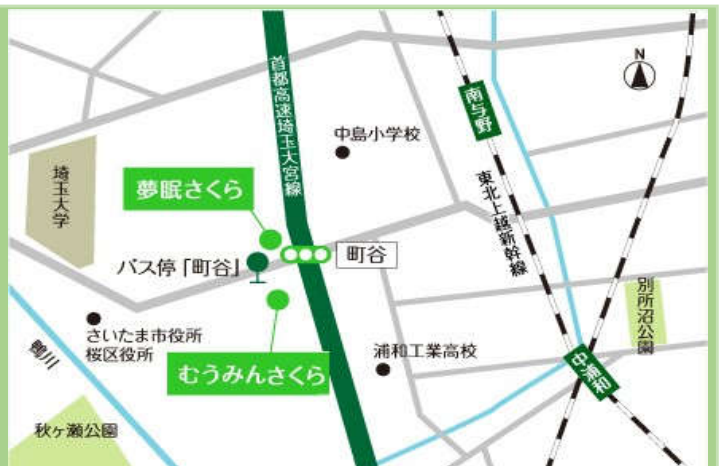 首都高速埼玉大宮線
N
南与野
中島小学校
埼玉大学
夢眠さくら
東北上越新幹線
町谷
バス停「町谷」
別所沼公園
さいたま市役所
桜区役所
鴨川
浦和工業高校
中浦和
むうみんさくら
秋ヶ瀬公園